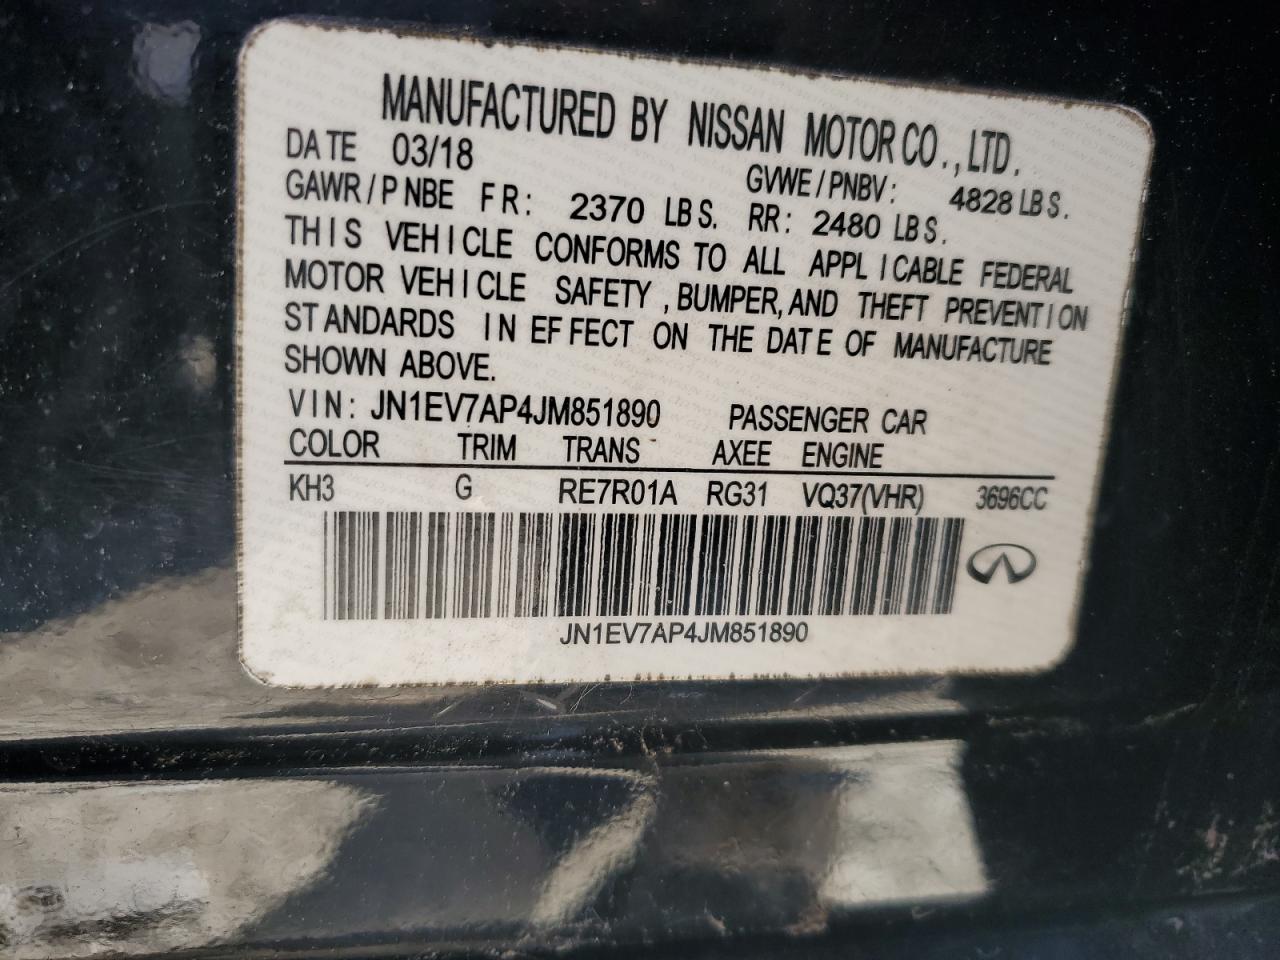 MANUFACTURED BY NISSAN MOTOR CO., LTD.
DATE 03/18 GVWE/PNBV: 4828 LBS.
GAWR/PNBE FR: 2370 LBS. RR: 2480 LBS.
THIS VEHICLE CONFORMS TO ALL APPLICABLE FEDERAL
MOTOR VEHICLE SAFETY, BUMPER, AND THEFT PREVENTION
STANDARDS IN EFFECT ON THE DATE OF MANUFACTURE
SHOWN ABOVE.
VIN: JN1EV7AP4JM851890 PASSENGER CAR
COLOR TRIM TRANS AXEE ENGINE
KH3 G RE7R01A RG31 VQ37(VHR) 3696CC
JN1EV7AP4JM851890